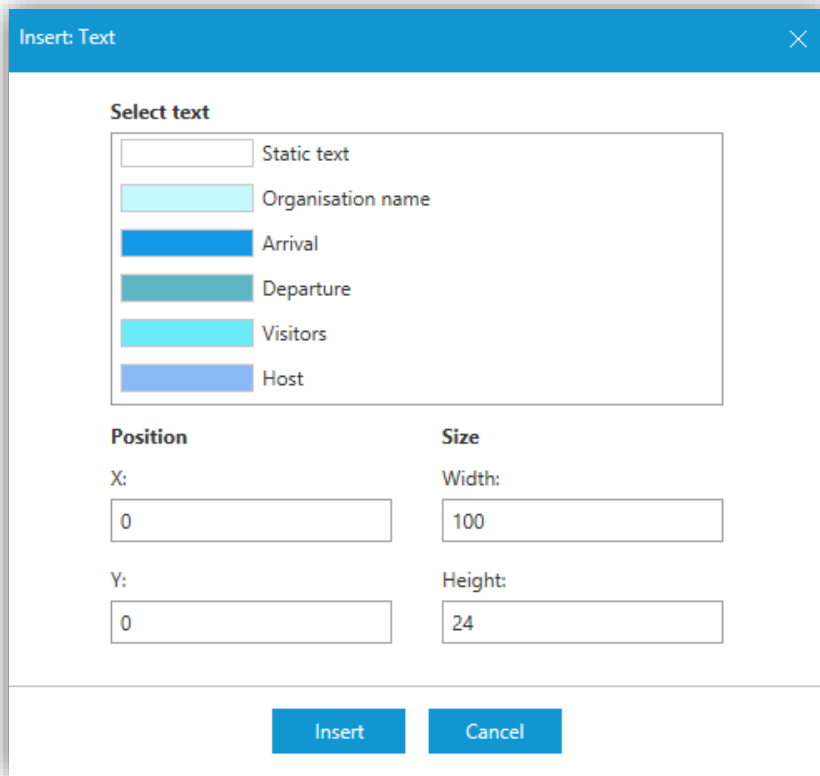 Insert: Text
Select text
Static text
Organisation name
Arrival
Departure
Visitors
Host
Position Size
X: Width:
0 100
Y: Height:
0 24
Insert Cancel